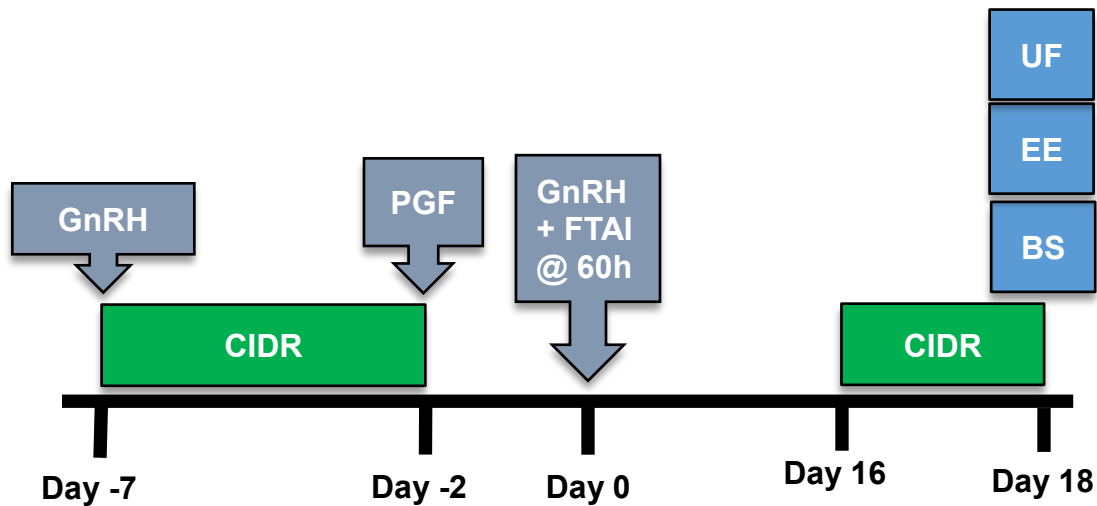 UF
EE
BS
GnRH
PGF
GnRH
+ FTAI
@ 60h
CIDR
CIDR
Day -7
Day -2
Day 0
Day 16
Day 18